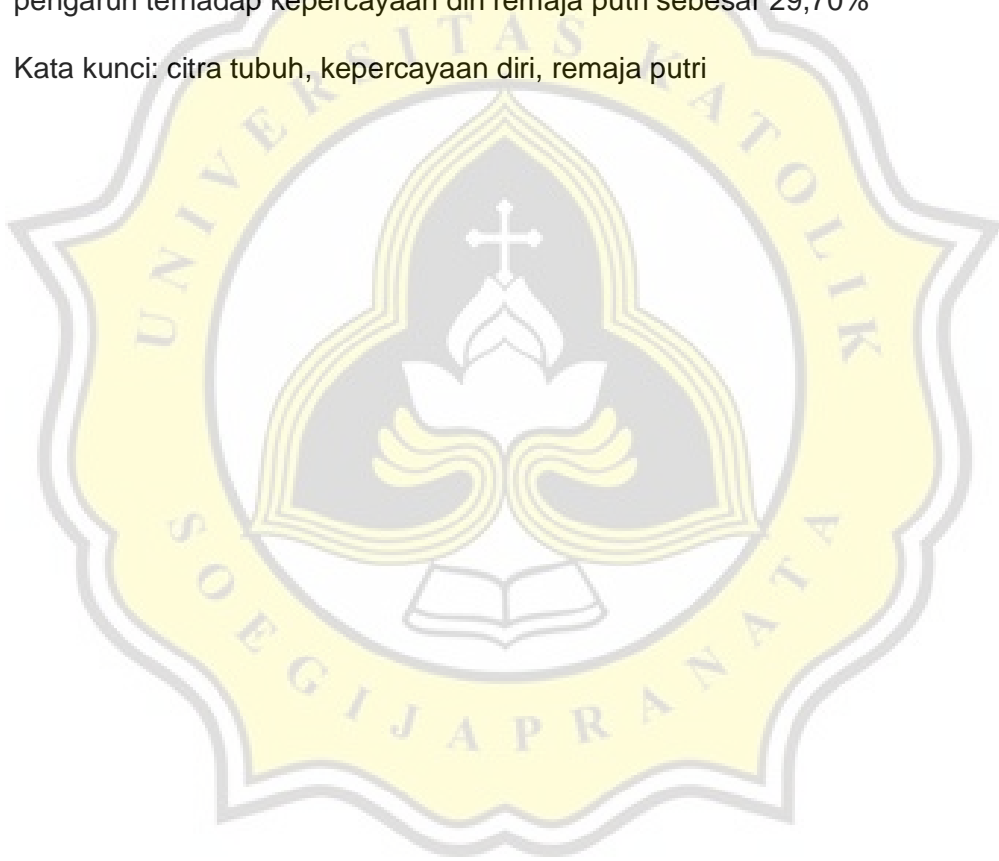 pengaruh terhadap kepercayaan diri remaja putri sebesar 29,70%
Kata kunci: citra tubuh, kepercayaan diri, remaja putri
UNIVERSITAS KATOLIK
SOEGIJAPRANATA